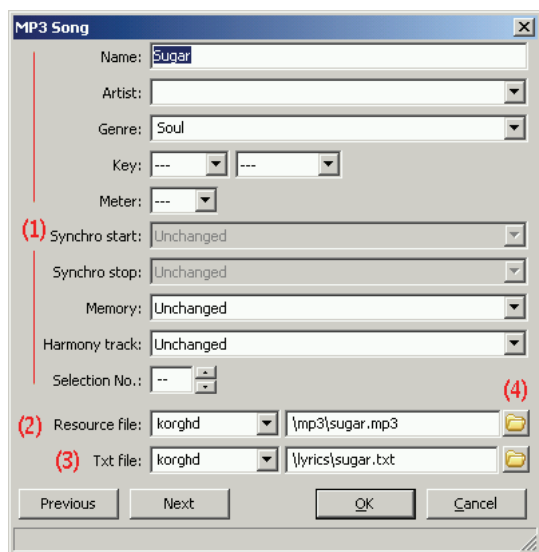 MP3 Song
Name: Sugar
Artist:
Genre: Soul
Key: --- ---
Meter: ---
(1) Synchro start: Unchanged
Synchro stop: Unchanged
Memory: Unchanged
Harmony track: Unchanged
Selection No.: --
(4)
(2) Resource file: korghd \mp3\sugar.mp3
(3) Txt file: korghd \lyrics\sugar.txt
Previous Next OK Cancel